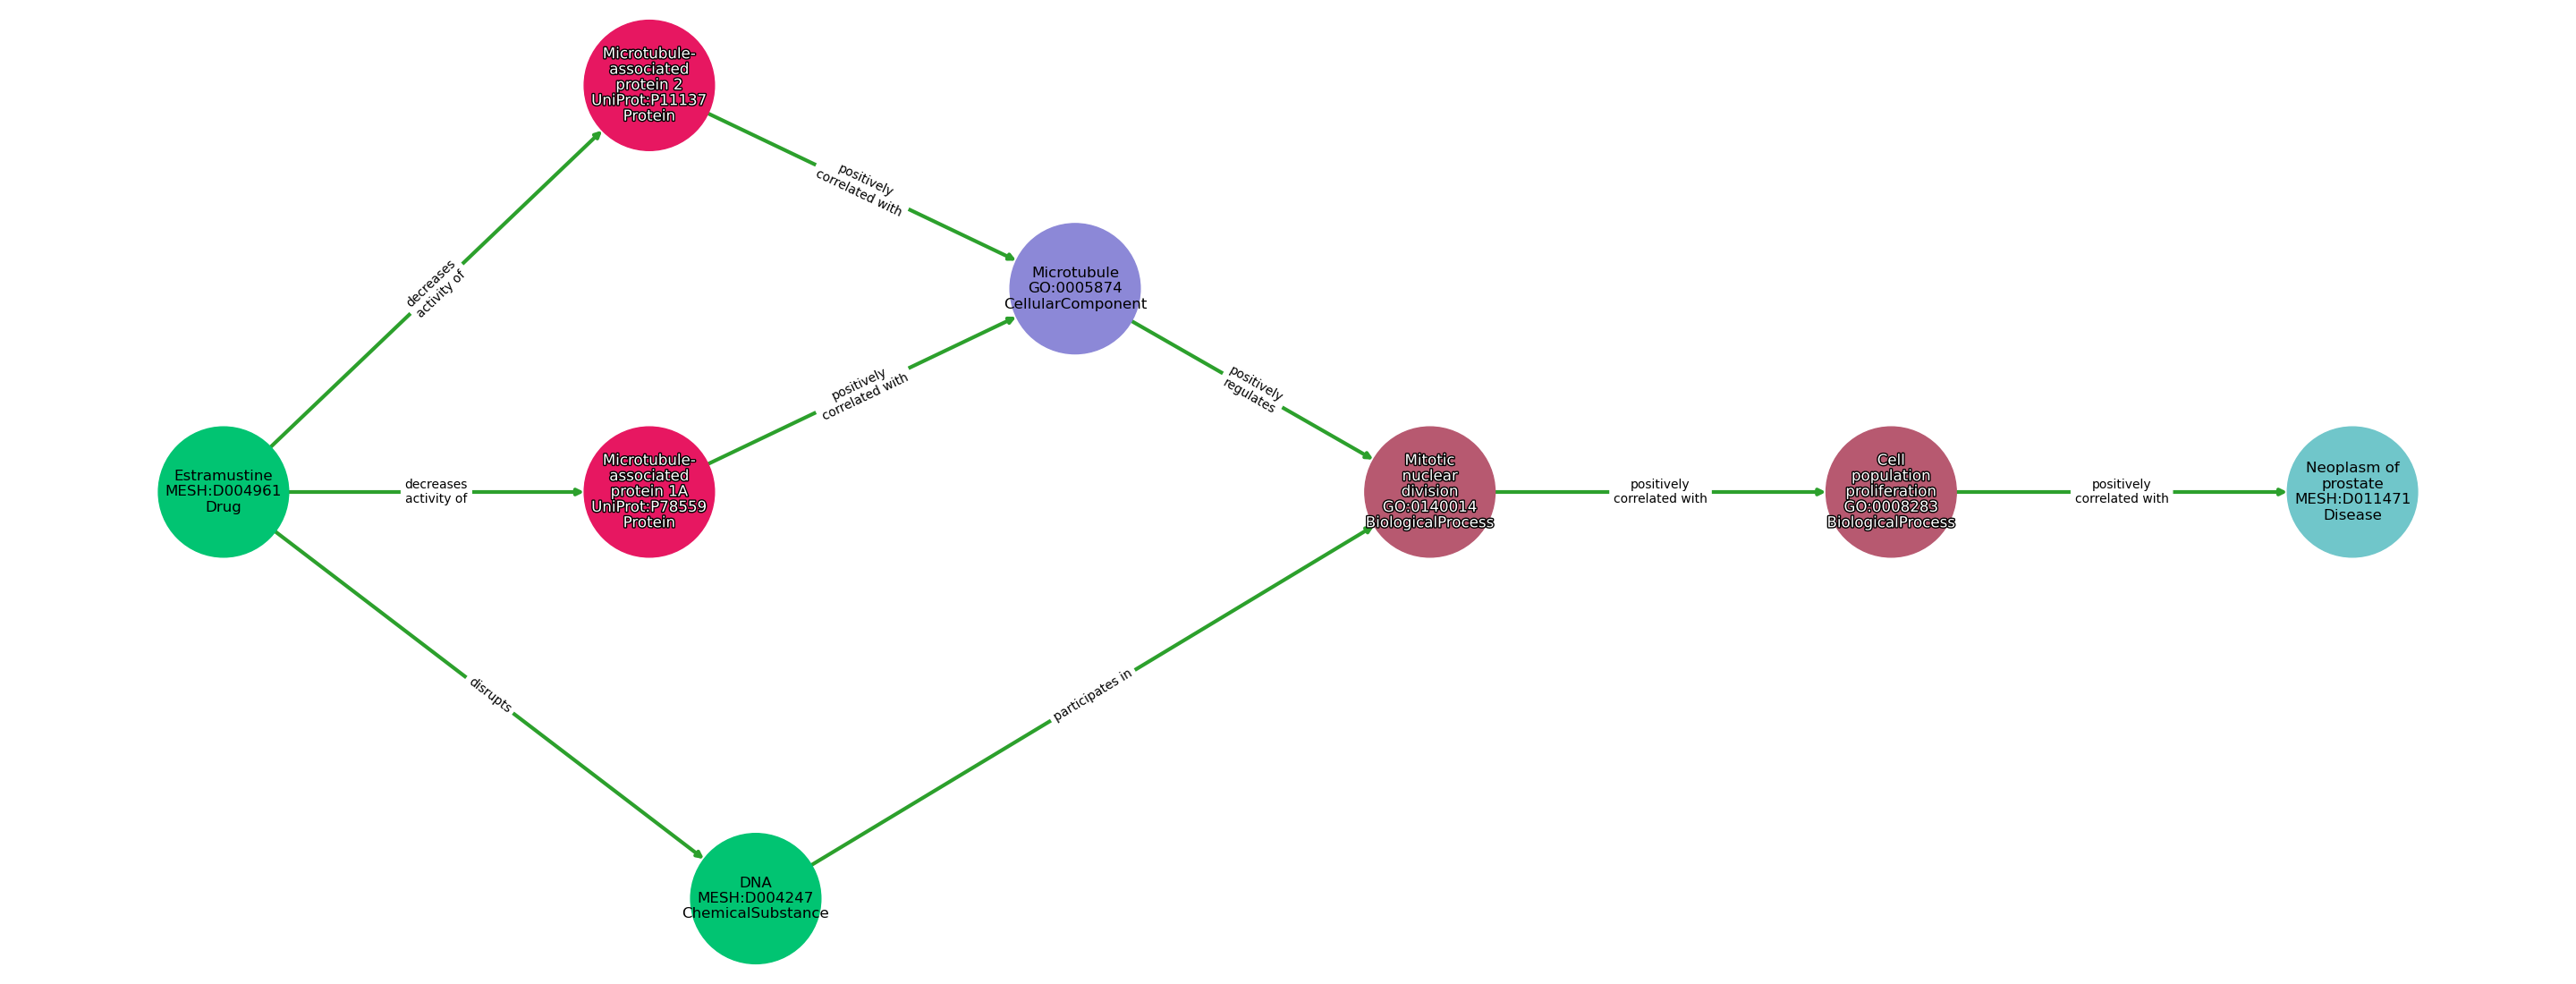 Microtubule-
associated
protein 2
UniProt:P11137
Protein
positively
correlated with
decreases
activity of
Microtubule
GO:0005874
CellularComponent
positively
correlated with
positively
regulates
Estramustine
MESH:D004961
Drug
decreases
activity of
Microtubule-
associated
protein 1A
UniProt:P78559
Protein
Mitotic
nuclear
division
GO:0140014
BiologicalProcess
positively
correlated with
Cell
population
proliferation
GO:0008283
BiologicalProcess
positively
correlated with
Neoplasm of
prostate
MESH:D011471
Disease
disrupts
participates in
DNA
MESH:D004247
ChemicalSubstance